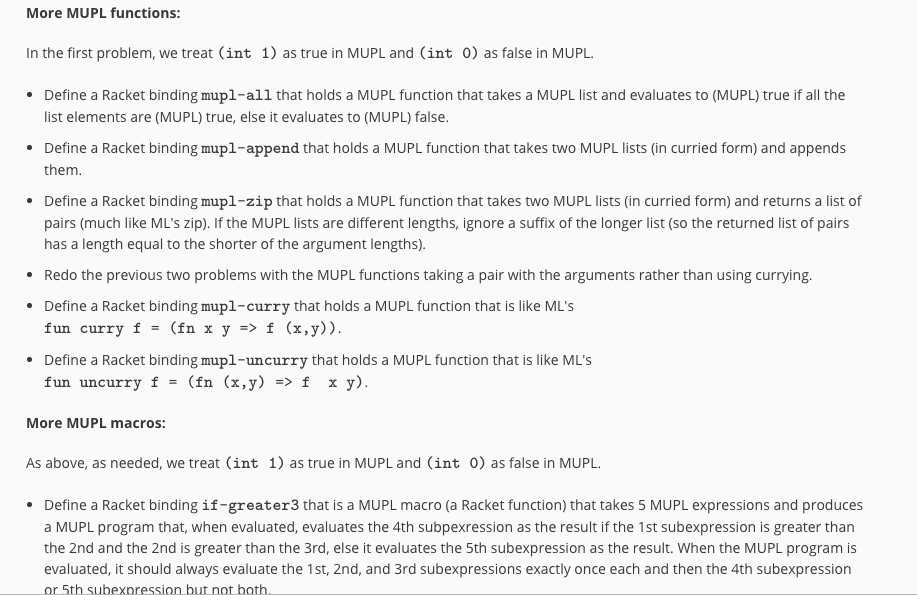 More MUPL functions:
In the first problem, we treat (int 1) as true in MUPL and (int 0) as false in MUPL.
• Define a Racket binding mupl-all that holds a MUPL function that takes a MUPL list and evaluates to (MUPL) true if all the
list elements are (MUPL) true, else it evaluates to (MUPL) false.
• Define a Racket binding mupl-append that holds a MUPL function that takes two MUPL lists (in curried form) and appends
them.
• Define a Racket binding mupl-zip that holds a MUPL function that takes two MUPL lists (in curried form) and returns a list of
pairs (much like ML's zip). If the MUPL lists are different lengths, ignore a suffix of the longer list (so the returned list of pairs
has a length equal to the shorter of the argument lengths).
• Redo the previous two problems with the MUPL functions taking a pair with the arguments rather than using currying.
• Define a Racket binding mupl-curry that holds a MUPL function that is like ML's
fun curry f = (fn x y => f (x,y)).
• Define a Racket binding mupl-uncurry that holds a MUPL function that is like ML's
fun uncurry f = (fn (x,y) => f  x y).
More MUPL macros:
As above, as needed, we treat (int 1) as true in MUPL and (int 0) as false in MUPL.
• Define a Racket binding if-greater3 that is a MUPL macro (a Racket function) that takes 5 MUPL expressions and produces
a MUPL program that, when evaluated, evaluates the 4th subpexression as the result if the 1st subexpression is greater than
the 2nd and the 2nd is greater than the 3rd, else it evaluates the 5th subexpression as the result. When the MUPL program is
evaluated, it should always evaluate the 1st, 2nd, and 3rd subexpressions exactly once each and then the 4th subexpression
or 5th subexpression but not both.